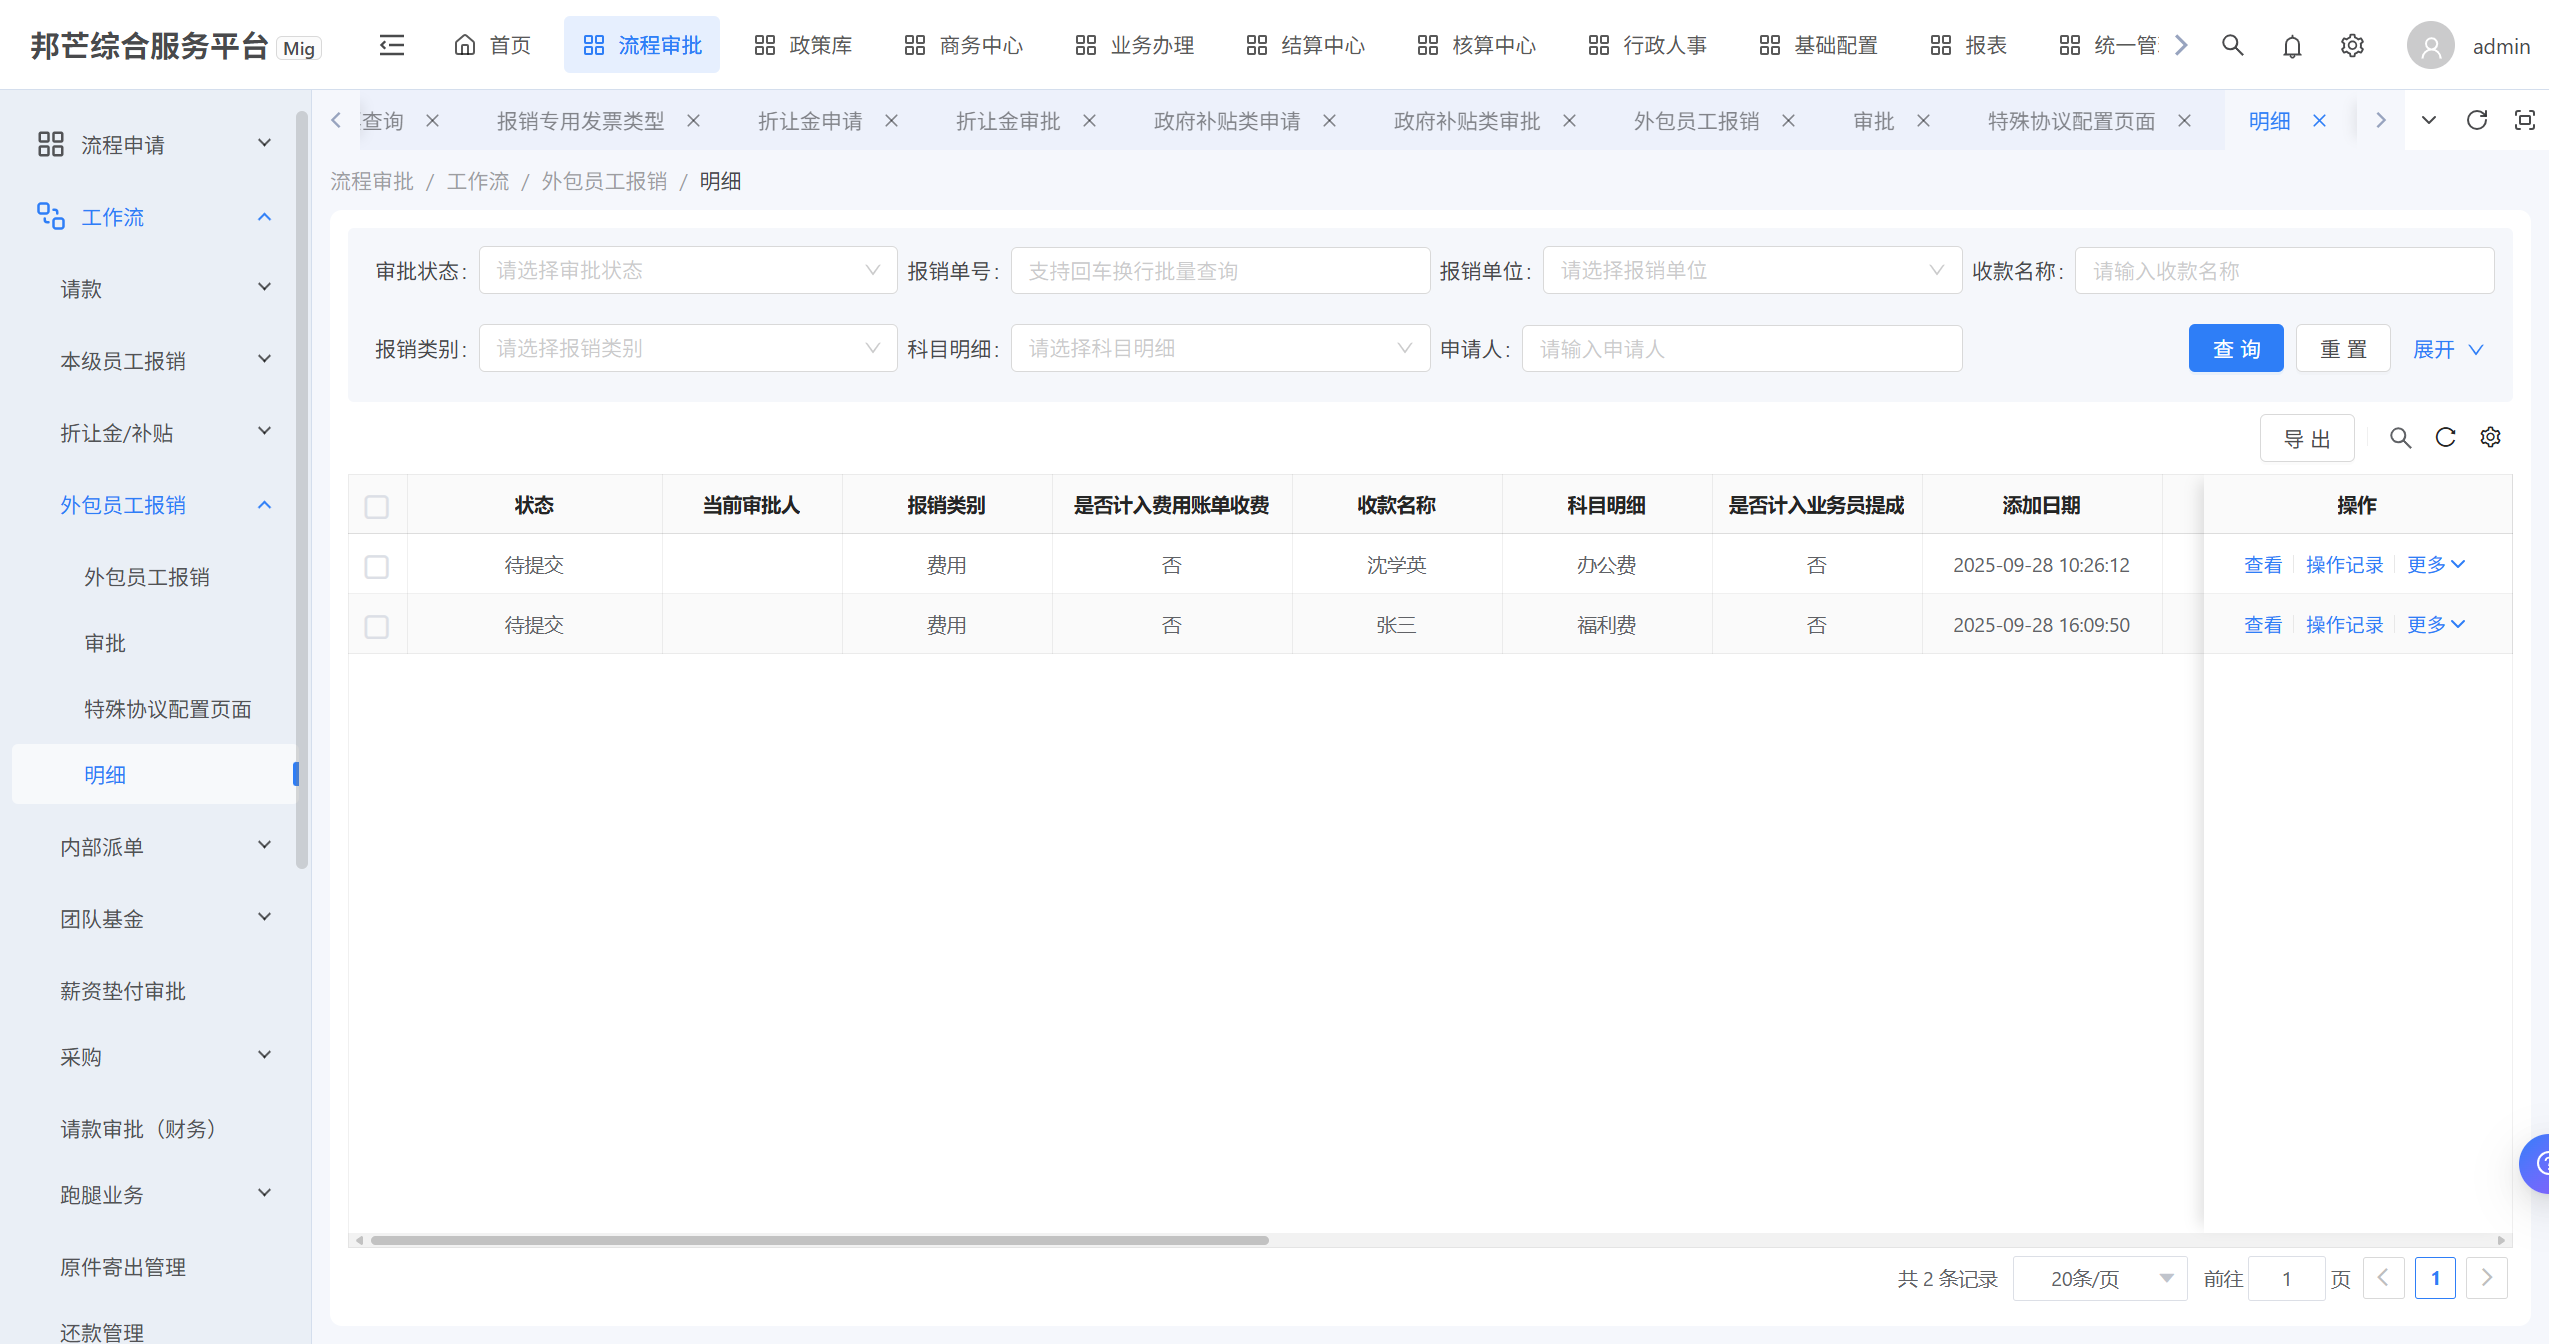 邦芒综合服务平台 Mig 首页 流程审批 政策库 商务中心 业务办理 结算中心 核算中心 行政人事 基础配置 报表 统一管 admin
查询 报销专用发票类型 折让金申请 折让金审批 政府补贴类申请 政府补贴类审批 外包员工报销 审批 特殊协议配置页面 明细
流程审批 / 工作流 / 外包员工报销 / 明细
流程申请
工作流
请款
本级员工报销
折让金/补贴
外包员工报销
外包员工报销
审批
特殊协议配置页面
明细
内部派单
团队基金
薪资垫付审批
采购
请款审批（财务）
跑腿业务
原件寄出管理
还款管理
审批状态: 请选择审批状态 报销单号: 支持回车换行批量查询 报销单位: 请选择报销单位 收款名称: 请输入收款名称
报销类别: 请选择报销类别 科目明细: 请选择科目明细 申请人: 请输入申请人 查 询 重 置 展开
导 出
状态 当前审批人 报销类别 是否计入费用账单收费 收款名称 科目明细 是否计入业务员提成 添加日期 操作
待提交 费用 否 沈学英 办公费 否 2025-09-28 10:26:12 查看 操作记录 更多
待提交 费用 否 张三 福利费 否 2025-09-28 16:09:50 查看 操作记录 更多
共 2 条记录 20条/页 前往 1 页 1